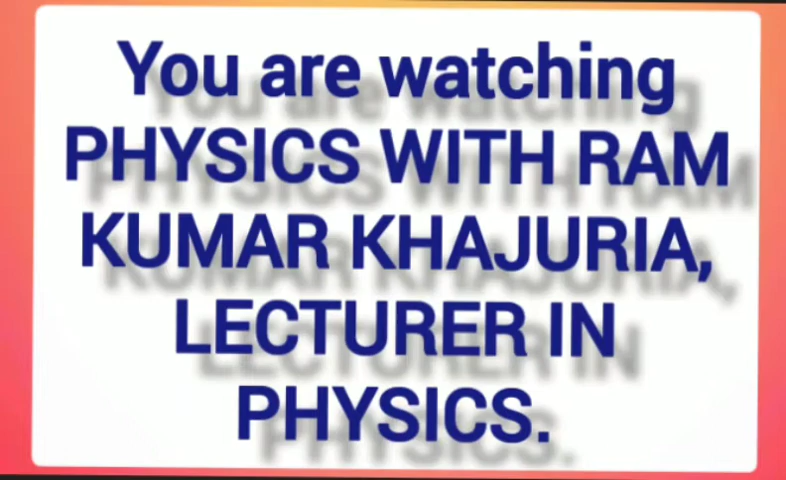 You are watching
PHYSICS WITH RAM
KUMAR KHAJURIA,
LECTURER IN
PHYSICS.